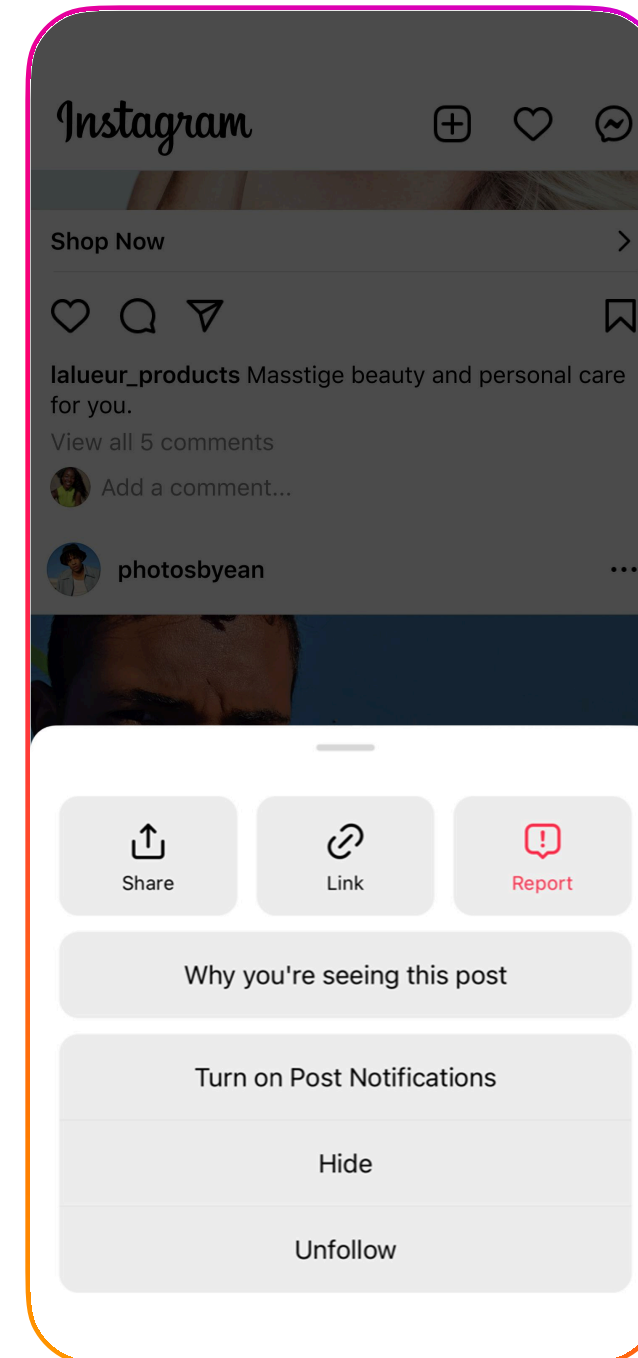 Instagram
Shop Now
lalueur_products Masstige beauty and personal care
for you.
View all 5 comments
Add a comment...
photosbyean
Share
Link
Report
Why you're seeing this post
Turn on Post Notifications
Hide
Unfollow